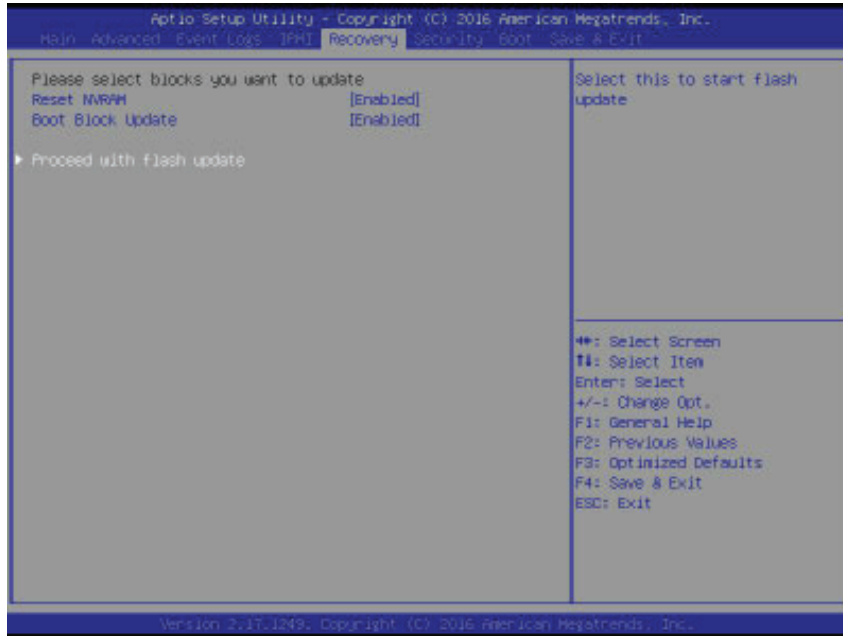 Aptio Setup Utility - Copyright (C) 2016 American Megatrends, Inc.
Main Advanced Event Logs IPMI Recovery Security Boot Save & Exit
Please select blocks you want to update
Reset NVRAM [Enabled]
Boot Block Update [Enabled]
Proceed with flash update
Select this to start flash
update
: Select Screen
: Select Item
Enter: Select
+/-: Change Opt.
F1: General Help
F2: Previous Values
F3: Optimized Defaults
F4: Save & Exit
ESC: Exit
Version 2.17.1249. Copyright (C) 2016 American Megatrends, Inc.